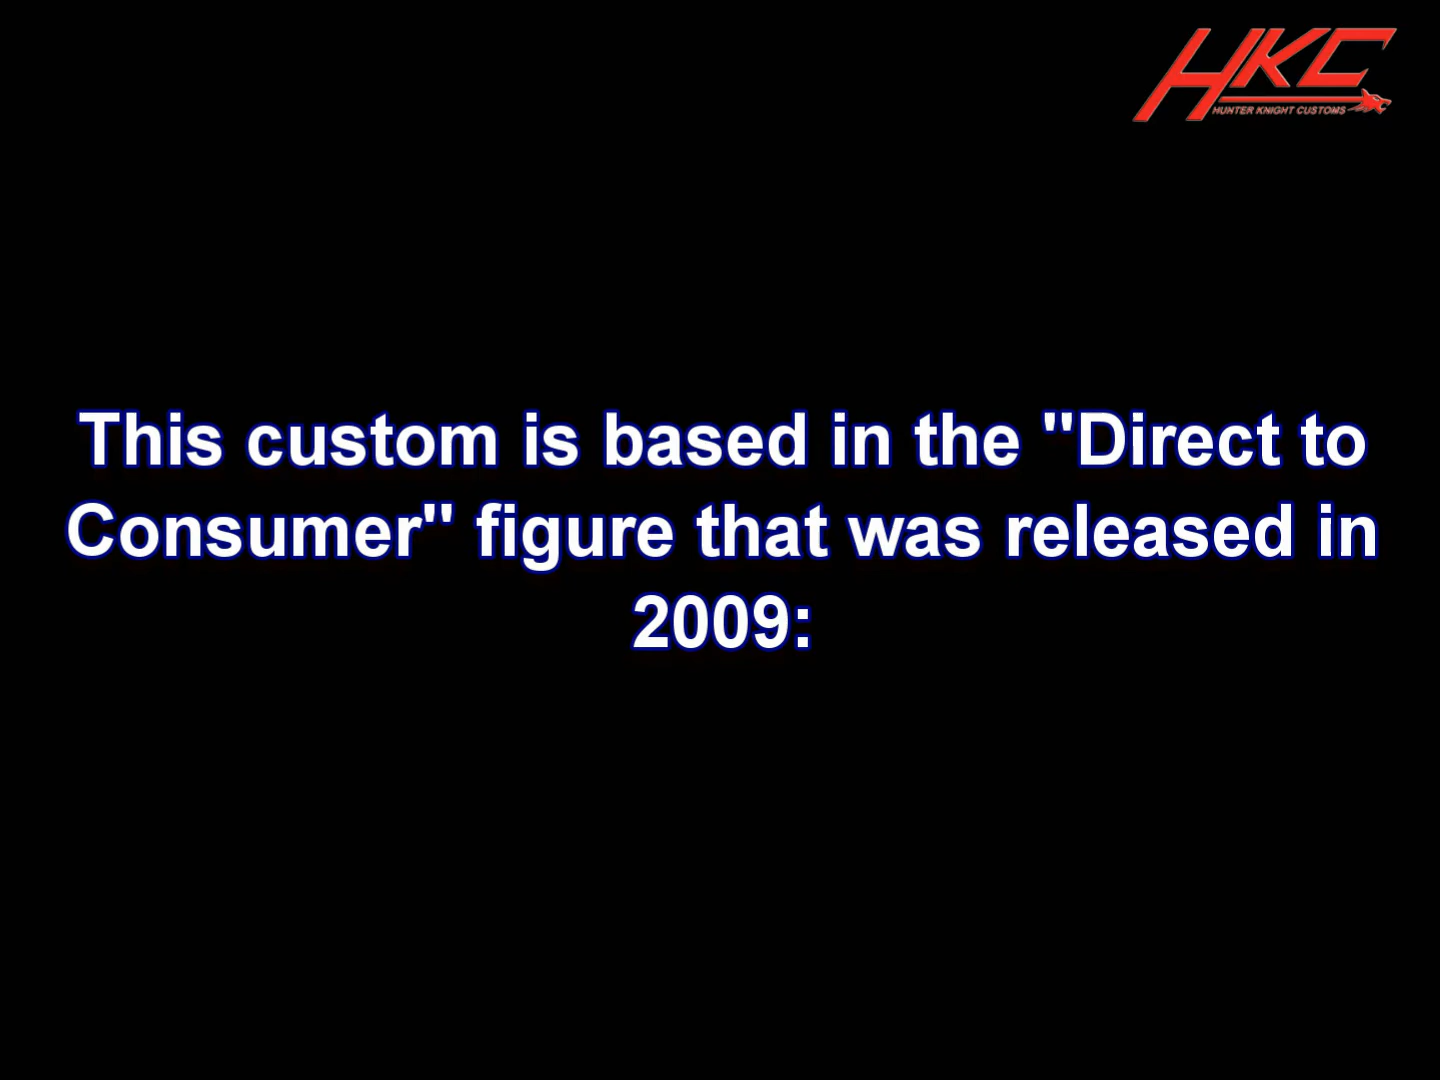 HKC
HUNTER KNIGHT CUSTOMS
This custom is based in the "Direct to
Consumer" figure that was released in
2009: